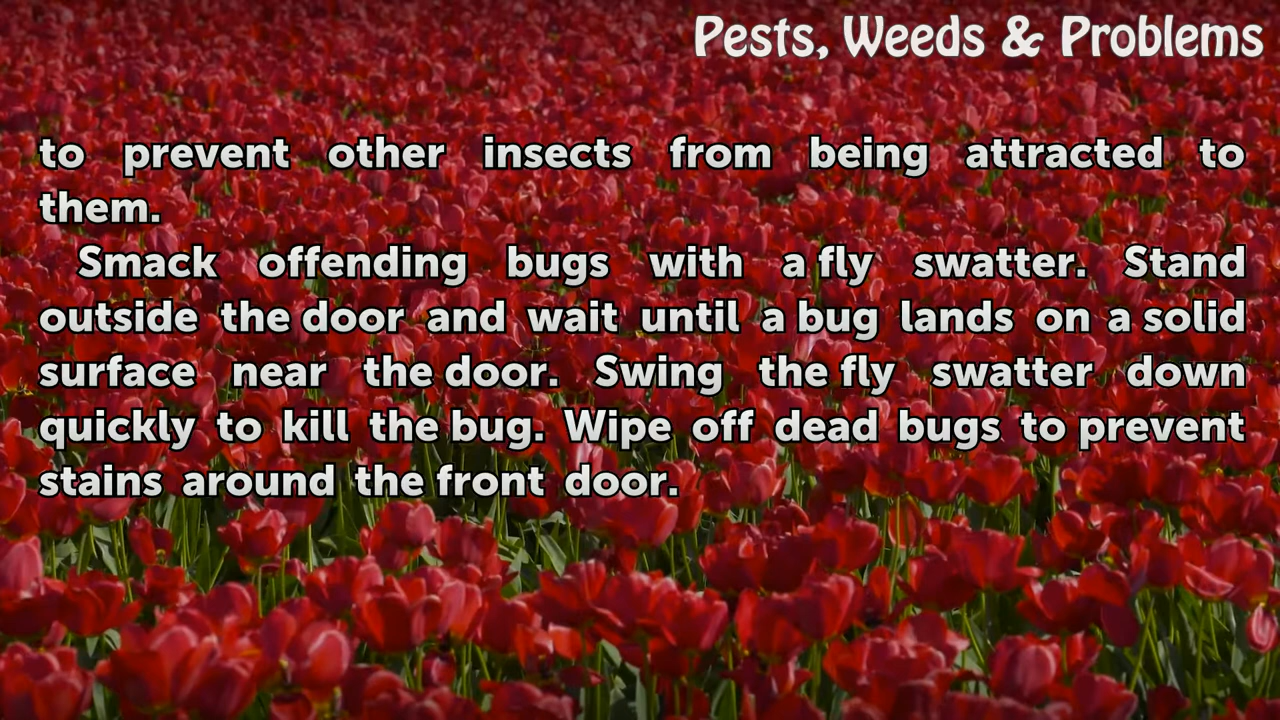 Pests, Weeds & Problems
to prevent other insects from being attracted to
them.
Smack offending bugs with a fly swatter. Stand
outside the door and wait until a bug lands on a solid
surface near the door. Swing the fly swatter down
quickly to kill the bug. Wipe off dead bugs to prevent
stains around the front door.